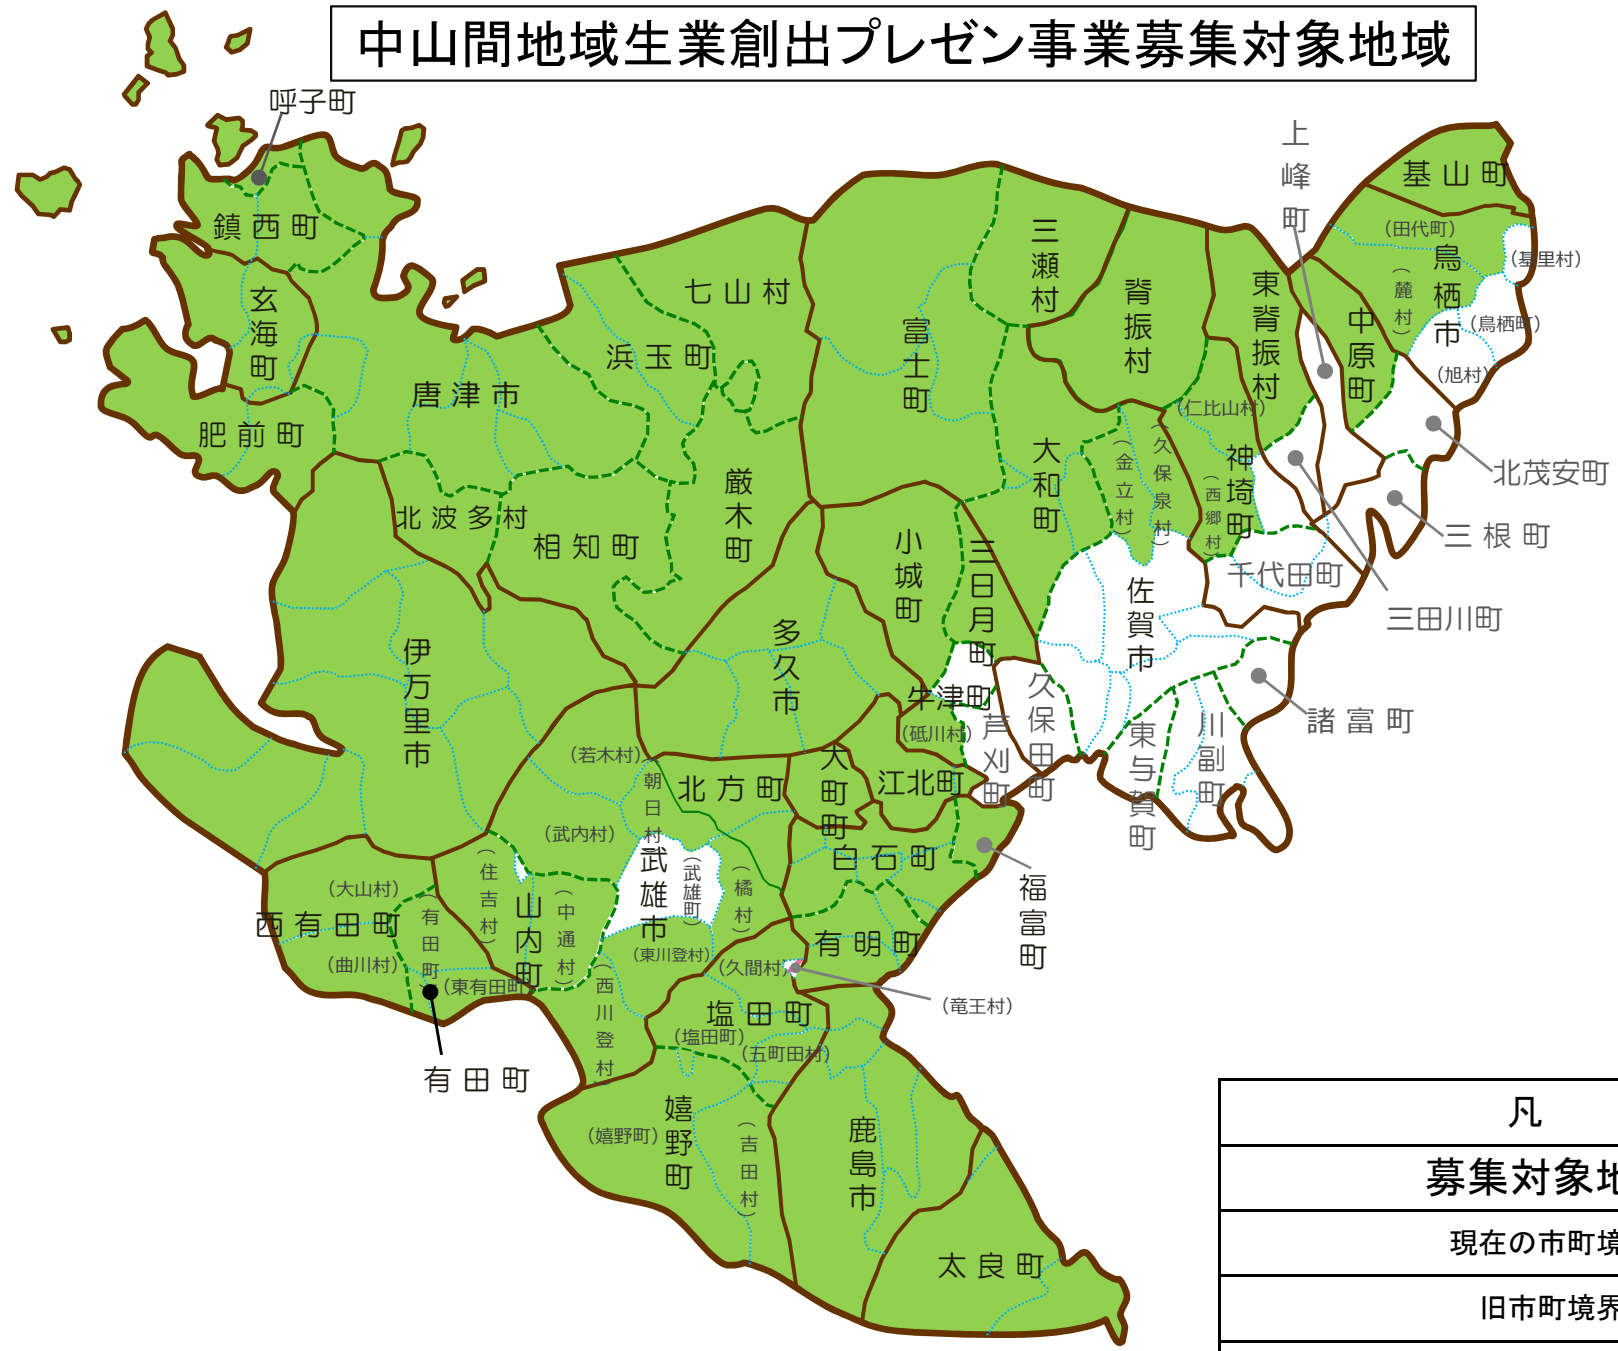 中山間地域生業創出プレゼン事業募集対象地域
呼子町
鎮西町
玄海町
肥前町
唐津市
七山村
浜玉町
北波多村
相知町
厳木町
富士町
三瀬村
脊振村
東脊振村
上峰町
基山町
(田代町)
(基里村)
鳥栖市
(麓村)
(鳥栖町)
(旭村)
中原町
北茂安町
三根町
三田川町
(仁比山村)
神埼町
(西郷村)
千代田町
大和町
(金立村)
(久保泉村)
佐賀市
諸富町
川副町
東与賀町
久保田町
小城町
三日月町
牛津町
(砥川村)
芦刈町
多久市
伊万里市
(若木村)
(朝日村)
北方町
大町町
江北町
白石町
福富町
有明町
(武内村)
武雄市
(武雄町)
(橘村)
(東川登村)
(西川登村)
(住吉村)
山内町
(中通村)
(大山村)
西有田町
(曲川村)
(有田町)
(東有田町)
有田町
(久間村)
(竜王村)
塩田町
(塩田町)
(五町田村)
嬉野町
(嬉野町)
(吉田村)
鹿島市
太良町
凡
募集対象地
現在の市町境
旧市町境界